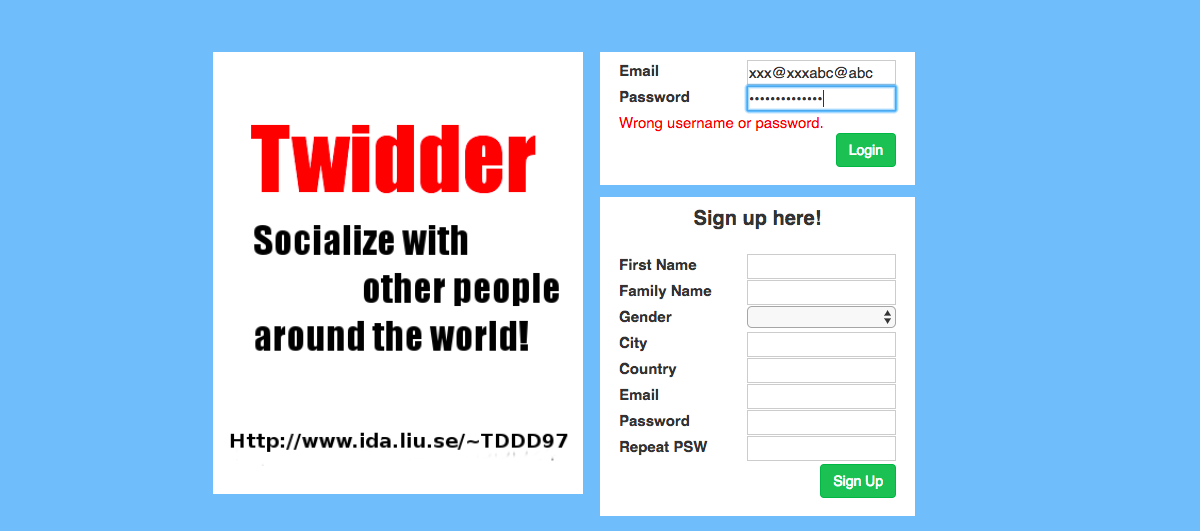 Twidder
Socialize with
other people
around the world!
Http://www.ida.liu.se/~TDDD97
Email xxx@xxxabc@abc
Password ••••••••••••••
Wrong username or password.
Login
Sign up here!
First Name
Family Name
Gender
City
Country
Email
Password
Repeat PSW
Sign Up